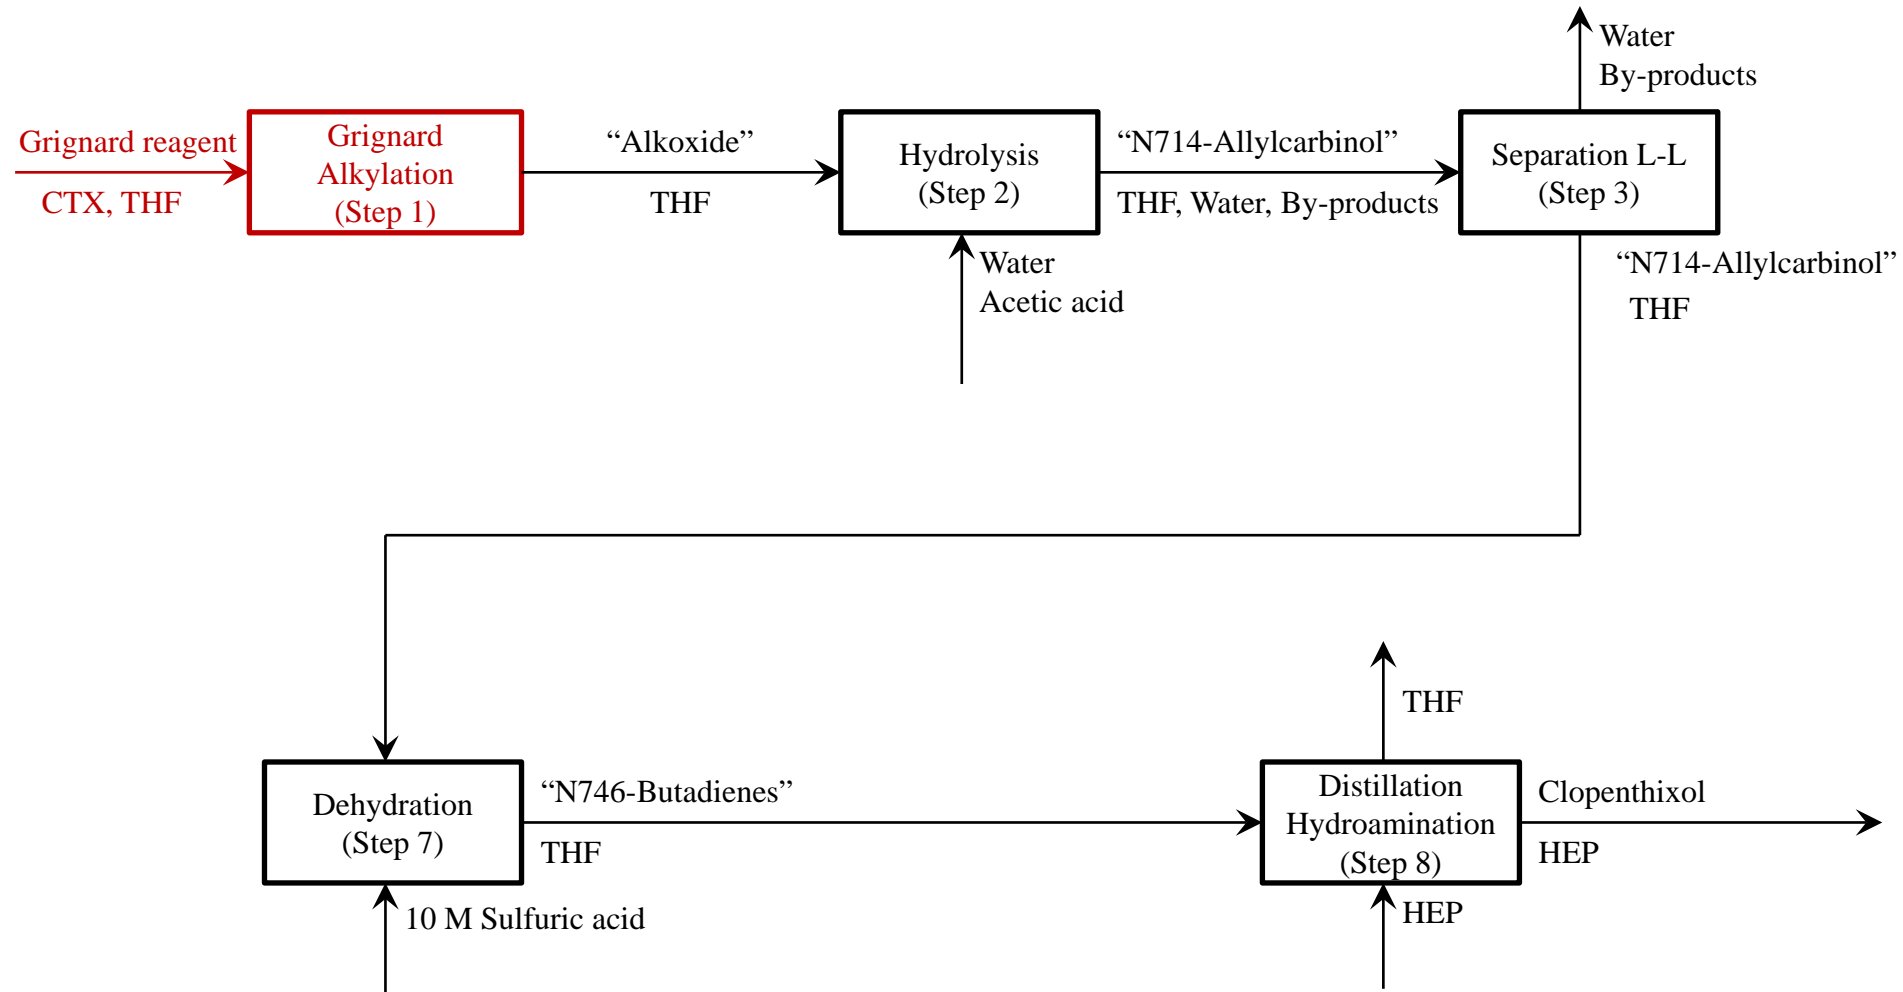 Water
By-products
Grignard reagent
CTX, THF
Grignard
Alkylation
(Step 1)
“Alkoxide”
THF
Hydrolysis
(Step 2)
“N714-Allylcarbinol”
THF, Water, By-products
Separation L-L
(Step 3)
Water
Acetic acid
“N714-Allylcarbinol”
THF
THF
Dehydration
(Step 7)
“N746-Butadienes”
THF
Distillation
Hydroamination
(Step 8)
Clopenthixol
HEP
10 M Sulfuric acid
HEP